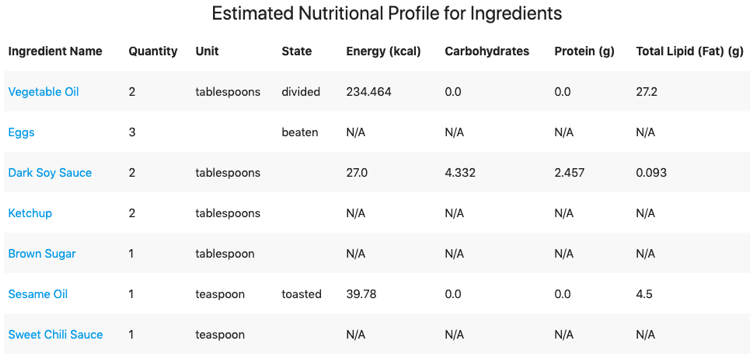 Estimated Nutritional Profile for Ingredients
Ingredient Name Quantity Unit State Energy (kcal) Carbohydrates Protein (g) Total Lipid (Fat) (g)
Vegetable Oil 2 tablespoons divided 234.464 0.0 0.0 27.2
Eggs 3 beaten N/A N/A N/A N/A
Dark Soy Sauce 2 tablespoons 27.0 4.332 2.457 0.093
Ketchup 2 tablespoons N/A N/A N/A N/A
Brown Sugar 1 tablespoon N/A N/A N/A N/A
Sesame Oil 1 teaspoon toasted 39.78 0.0 0.0 4.5
Sweet Chili Sauce 1 teaspoon N/A N/A N/A N/A